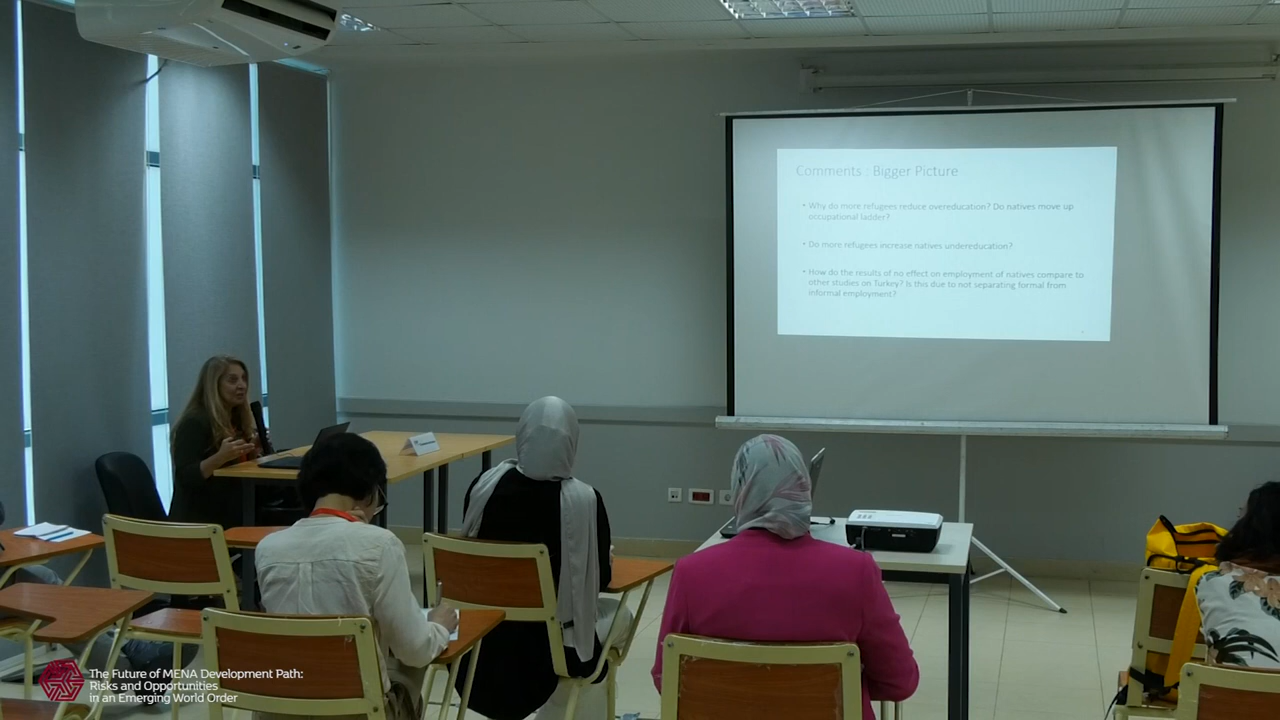 Comments : Bigger Picture
• Why do more refugees reduce overeducation? Do natives move up
occupational ladder?
• Do more refugees increase natives undereducation?
• How do the results of no effect on employment of natives compare to
other studies on Turkey? Is this due to not separating formal from
informal employment?
The Future of MENA Development Path:
Risks and Opportunities
in an Emerging World Order